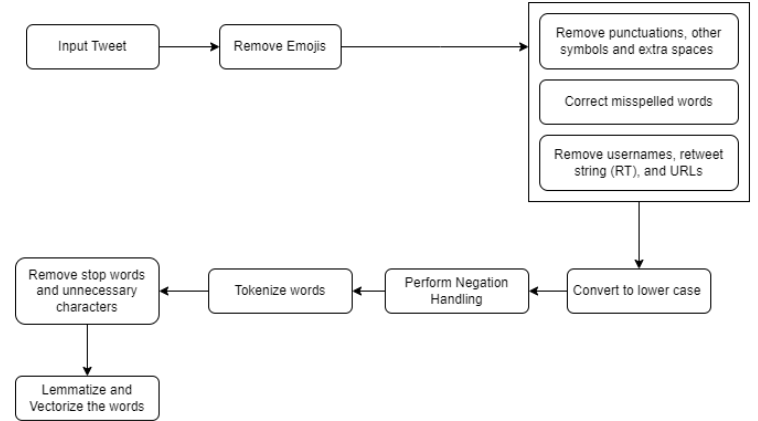 Input Tweet
Remove Emojis
Remove punctuations, other
symbols and extra spaces
Correct misspelled words
Remove usernames, retweet
string (RT), and URLs
Convert to lower case
Perform Negation
Handling
Tokenize words
Remove stop words
and unnecessary
characters
Lemmatize and
Vectorize the words